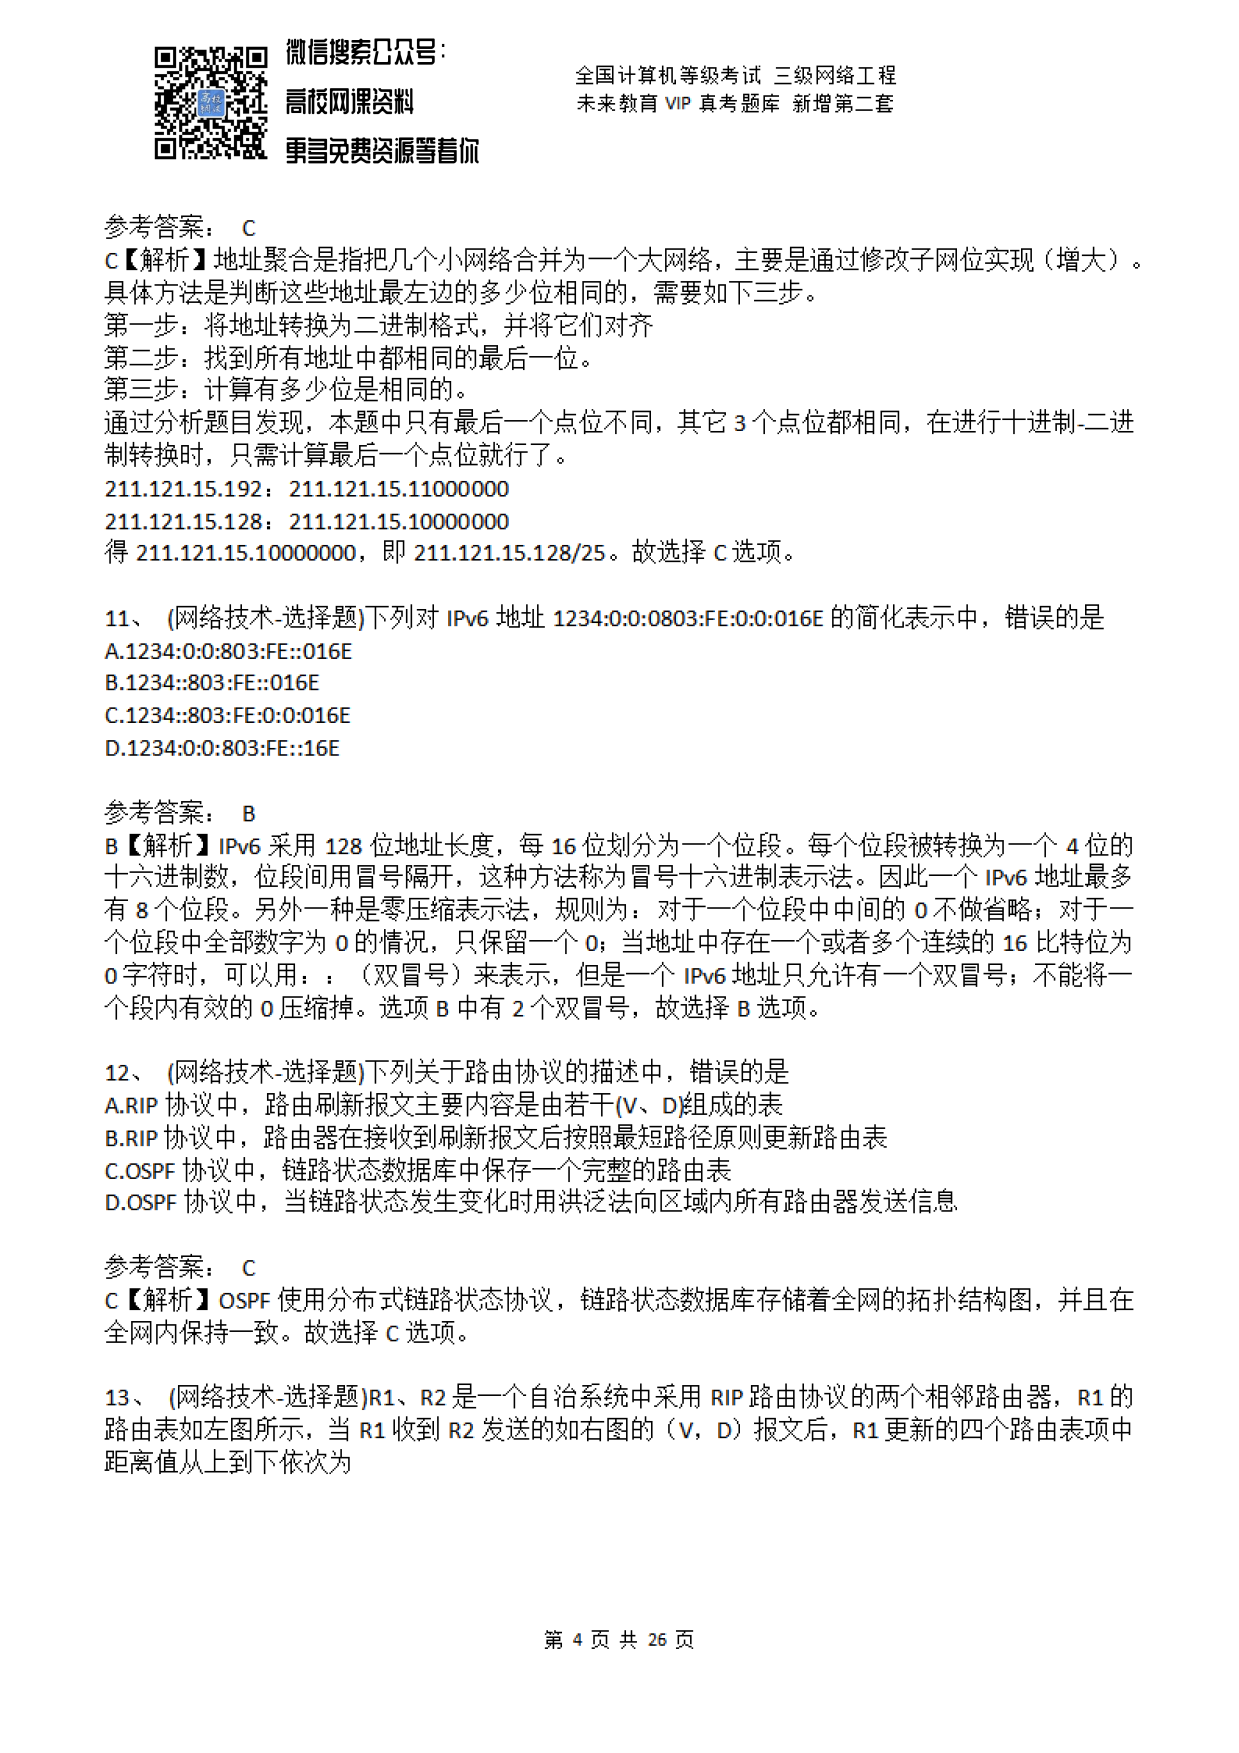 微信搜索公众号：
高校网课资料
更多免费资源等着你
全国计算机等级考试 三级网络工程
未来教育 VIP 真考题库 新增第二套
参考答案： C
C【解析】地址聚合是指把几个小网络合并为一个大网络，主要是通过修改子网位实现（增大）。
具体方法是判断这些地址最左边的多少位相同的，需要如下三步。
第一步：将地址转换为二进制格式，并将它们对齐
第二步：找到所有地址中都相同的最后一位。
第三步：计算有多少位是相同的。
通过分析题目发现，本题中只有最后一个点位不同，其它 3 个点位都相同，在进行十进制-二进
制转换时，只需计算最后一个点位就行了。
211.121.15.192：211.121.15.11000000
211.121.15.128：211.121.15.10000000
得 211.121.15.10000000，即 211.121.15.128/25。故选择 C 选项。
11、 (网络技术-选择题)下列对 IPv6 地址 1234:0:0:0803:FE:0:0:016E 的简化表示中，错误的是
A.1234:0:0:803:FE::016E
B.1234::803:FE::016E
C.1234::803:FE:0:0:016E
D.1234:0:0:803:FE::16E
参考答案： B
B【解析】IPv6 采用 128 位地址长度，每 16 位划分为一个位段。每个位段被转换为一个 4 位的
十六进制数，位段间用冒号隔开，这种方法称为冒号十六进制表示法。因此一个 IPv6 地址最多
有 8 个位段。另外一种是零压缩表示法，规则为：对于一个位段中中间的 0 不做省略；对于一
个位段中全部数字为 0 的情况，只保留一个 0；当地址中存在一个或者多个连续的 16 比特位为
0 字符时，可以用：：（双冒号）来表示，但是一个 IPv6 地址只允许有一个双冒号；不能将一
个段内有效的 0 压缩掉。选项 B 中有 2 个双冒号，故选择 B 选项。
12、 (网络技术-选择题)下列关于路由协议的描述中，错误的是
A.RIP 协议中，路由刷新报文主要内容是由若干(V、D)组成的表
B.RIP 协议中，路由器在接收到刷新报文后按照最短路径原则更新路由表
C.OSPF 协议中，链路状态数据库中保存一个完整的路由表
D.OSPF 协议中，当链路状态发生变化时用洪泛法向区域内所有路由器发送信息
参考答案： C
C【解析】OSPF 使用分布式链路状态协议，链路状态数据库存储着全网的拓扑结构图，并且在
全网内保持一致。故选择 C 选项。
13、 (网络技术-选择题)R1、R2 是一个自治系统中采用 RIP 路由协议的两个相邻路由器，R1 的
路由表如左图所示，当 R1 收到 R2 发送的如右图的（V，D）报文后，R1 更新的四个路由表项中
距离值从上到下依次为
第 4 页 共 26 页